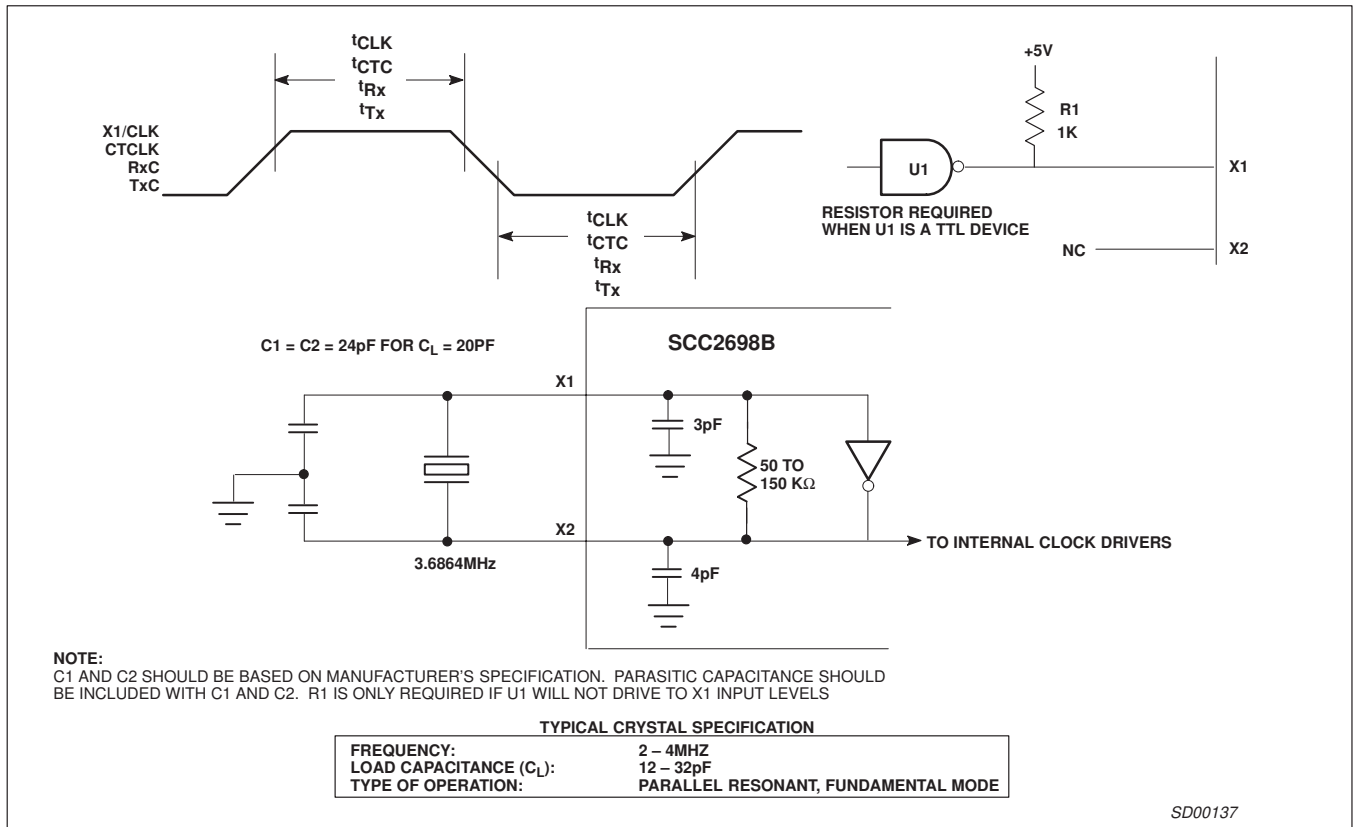 tCLK
tCTC
tRx
tTx
X1/CLK
CTCLK
RxC
TxC
tCLK
tCTC
tRx
tTx
+5V
R1
1K
U1
X1
RESISTOR REQUIRED
WHEN U1 IS A TTL DEVICE
NC
X2
C1 = C2 = 24pF FOR CL = 20PF
SCC2698B
X1
3pF
50 TO
150 KΩ
X2
TO INTERNAL CLOCK DRIVERS
3.6864MHz
4pF
NOTE:
C1 AND C2 SHOULD BE BASED ON MANUFACTURER'S SPECIFICATION. PARASITIC CAPACITANCE SHOULD
BE INCLUDED WITH C1 AND C2. R1 IS ONLY REQUIRED IF U1 WILL NOT DRIVE TO X1 INPUT LEVELS
TYPICAL CRYSTAL SPECIFICATION
FREQUENCY: 2 – 4MHZ
LOAD CAPACITANCE (CL): 12 – 32pF
TYPE OF OPERATION: PARALLEL RESONANT, FUNDAMENTAL MODE
SD00137